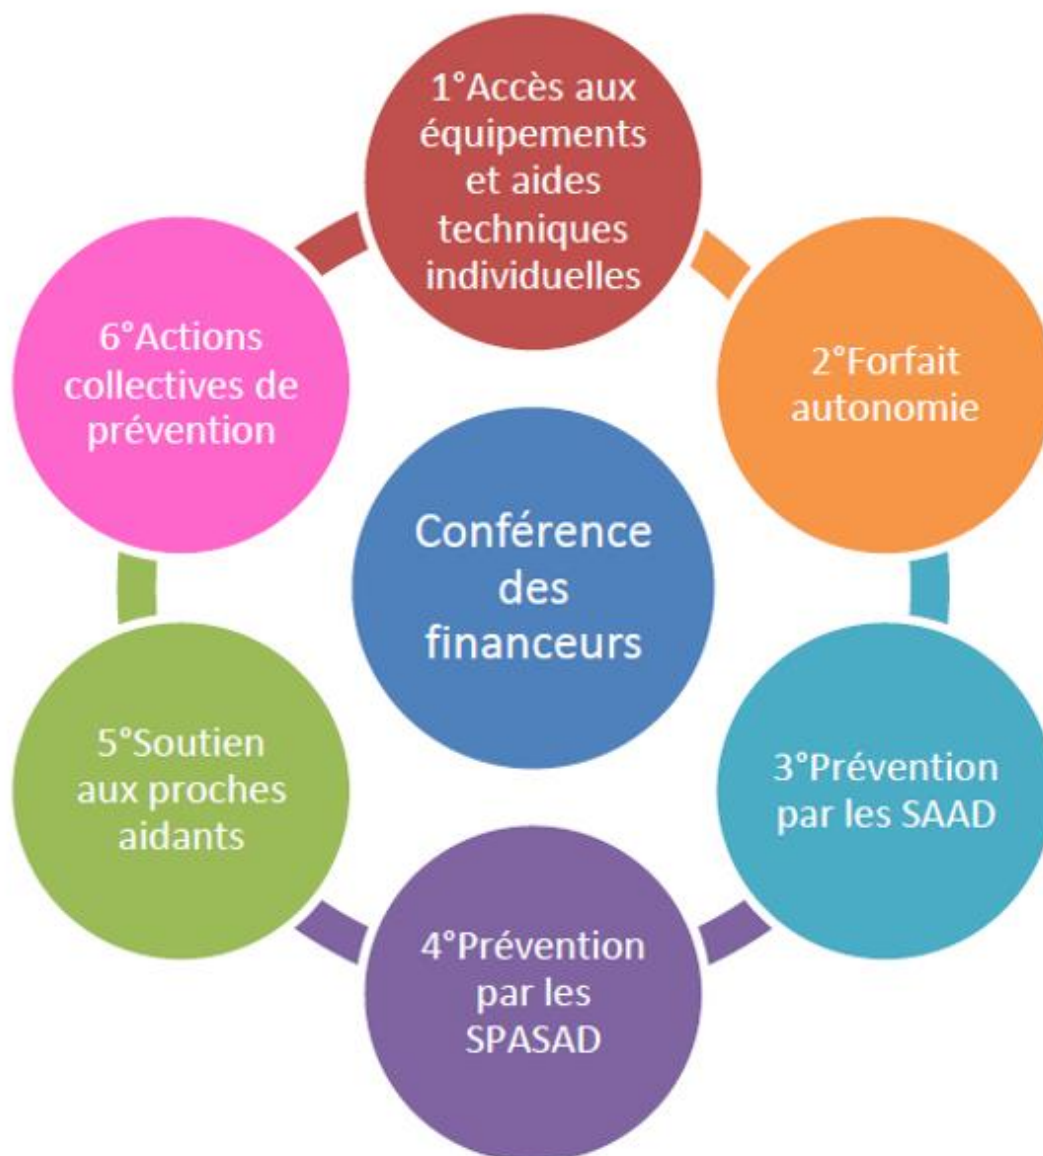 1°Accès aux
équipements
et aides
techniques
individuelles
2°Forfait
autonomie
3°Prévention
par les SAAD
4°Prévention
par les
SPASAD
5°Soutien
aux proches
aidants
6°Actions
collectives de
prévention
Conférence
des
financeurs